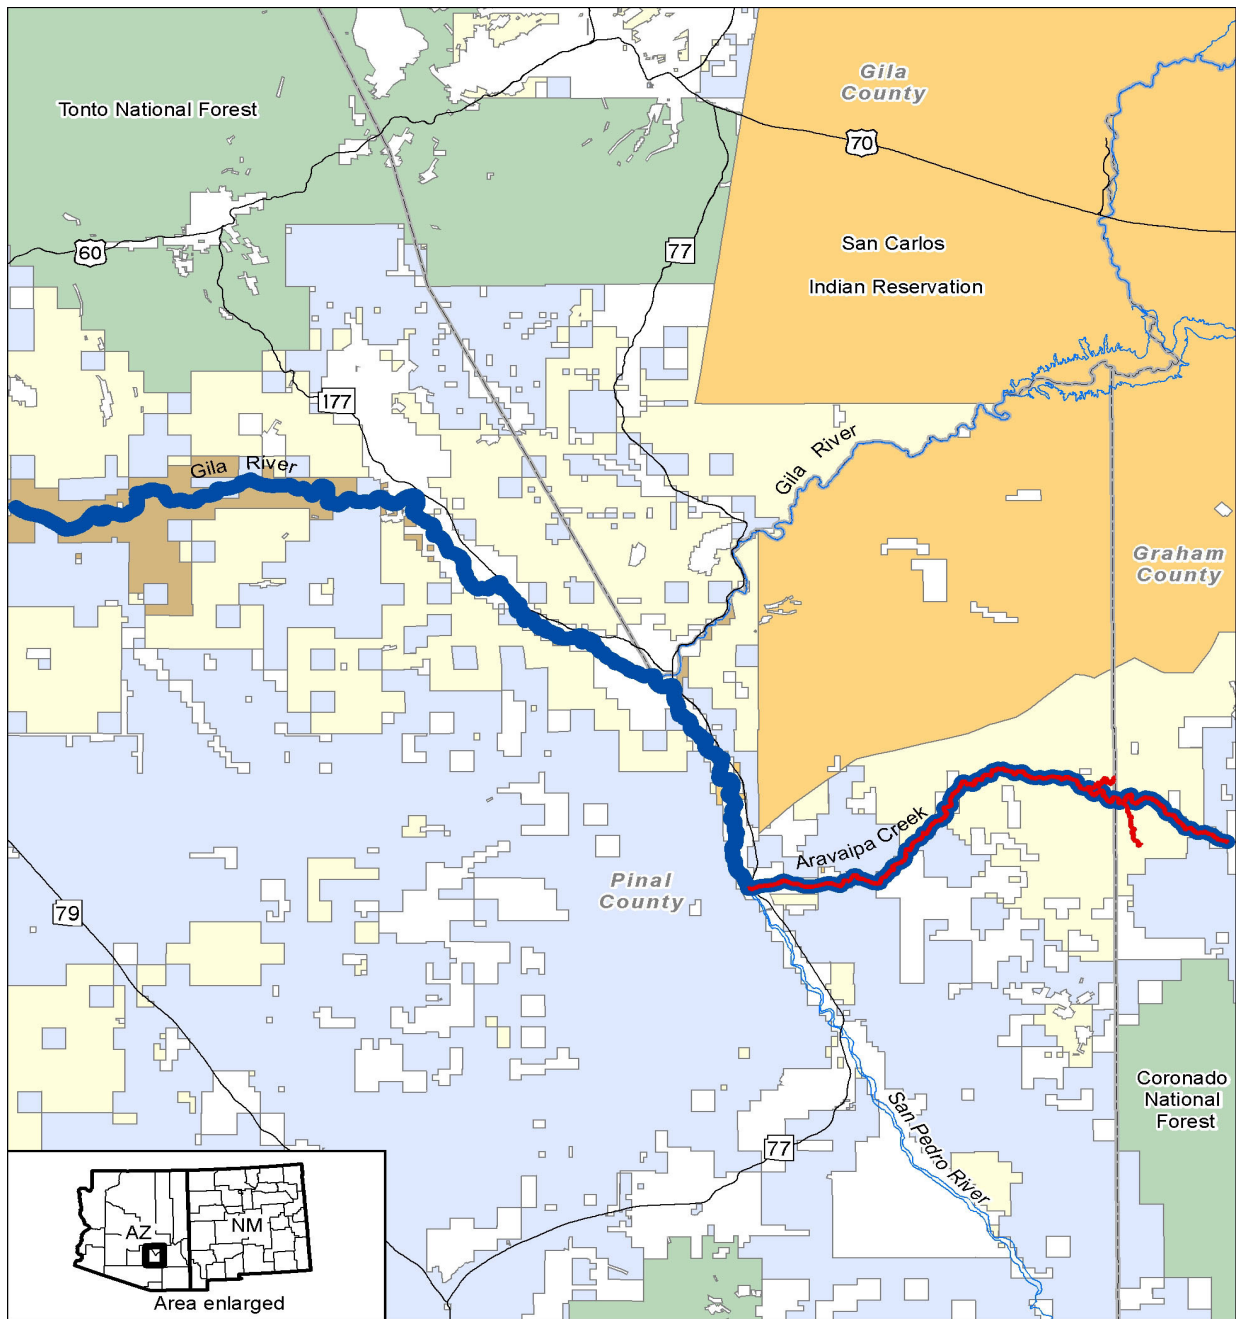 Gila
County
Tonto National Forest
70
60
77
San Carlos
Indian Reservation
177
Gila River
Gila River
Graham
County
Aravaipa Creek
Pinal
County
79
Coronado
National
Forest
San Pedro River
77
AZ
NM
Area enlarged